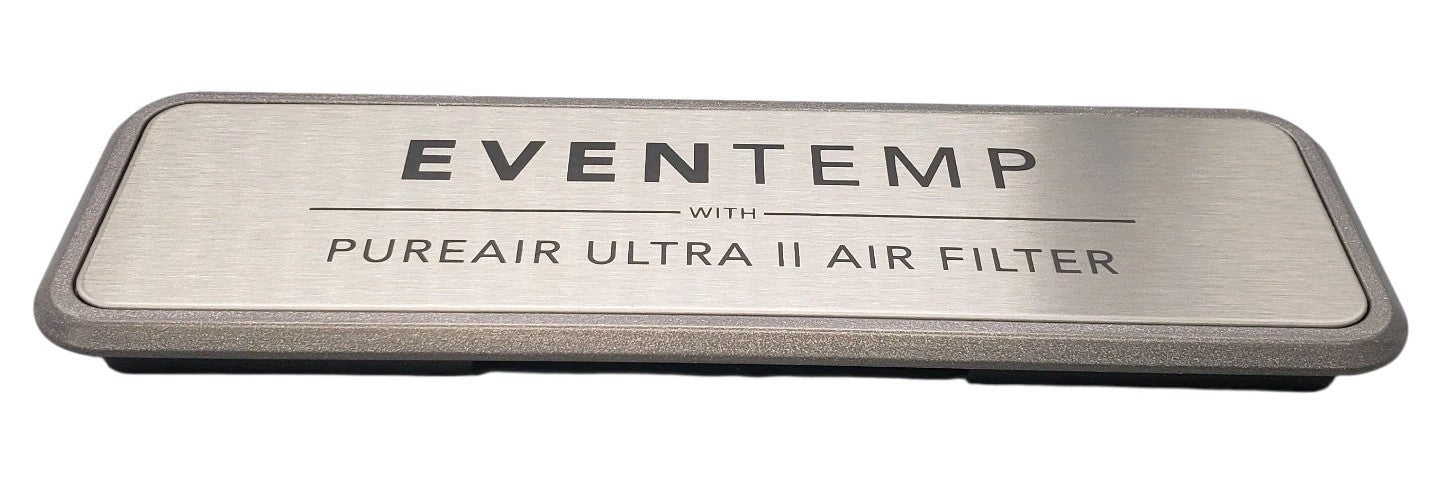 EVENTEMP
WITH
PUREAIR ULTRA II AIR FILTER